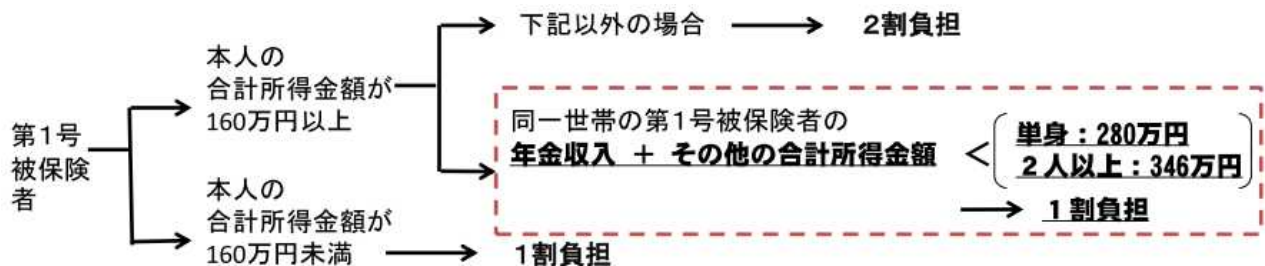 第1号
被保険
者
本人の
合計所得金額が
160万円以上
下記以外の場合
2割負担
同一世帯の第1号被保険者の
年金収入 + その他の合計所得金額
<
単身:280万円
2人以上:346万円
1割負担
本人の
合計所得金額が
160万円未満
1割負担